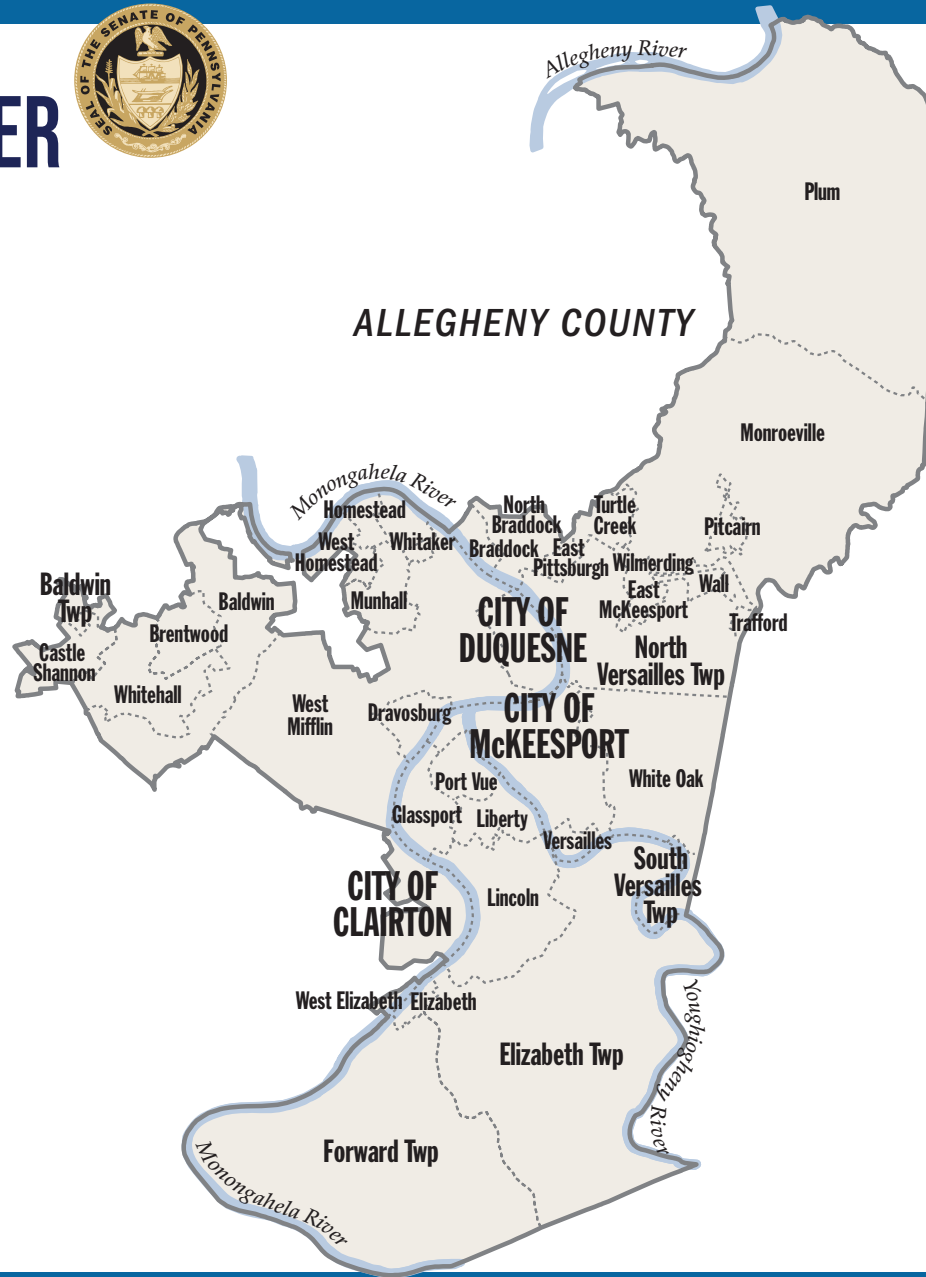 SEAL OF THE SENATE OF PENNSYLVANIA
ER
Allegheny River
Plum
ALLEGHENY COUNTY
Monroeville
Monongahela River
Homestead
North
Braddock
Turtle
Creek
Pitcairn
West
Homestead
Whitaker
Braddock
East
Pittsburgh
Wilmerding
Wall
Baldwin
Twp
Baldwin
Munhall
CITY OF
DUQUESNE
East
McKeesport
Trafford
Brentwood
Castle
Shannon
North
Versailles Twp
Whitehall
West
Mifflin
Dravosburg
CITY OF
McKEESPORT
Port Vue
White Oak
Glassport
Liberty
Versailles
South
Versailles
Twp
CITY OF
CLAIRTON
Lincoln
West Elizabeth
Elizabeth
Youghiogheny River
Elizabeth Twp
Forward Twp
Monongahela River